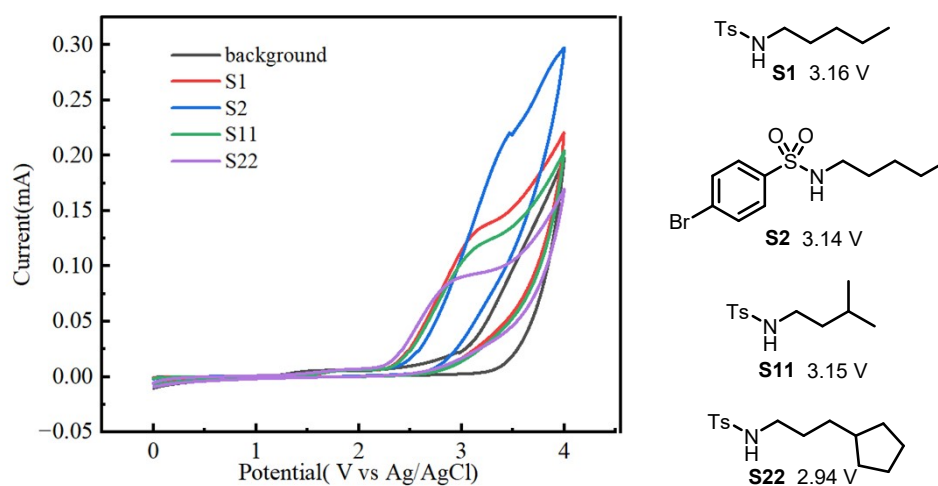 0.30
0.25
0.20
0.15
0.10
0.05
0.00
−0.05
Current(mA)
background
S1
S2
S11
S22
0 1 2 3 4
Potential( V vs Ag/AgCl)
Ts
N
H
S1 3.16 V
O O
S
N
H
Br
S2 3.14 V
Ts
N
H
S11 3.15 V
Ts
N
H
S22 2.94 V